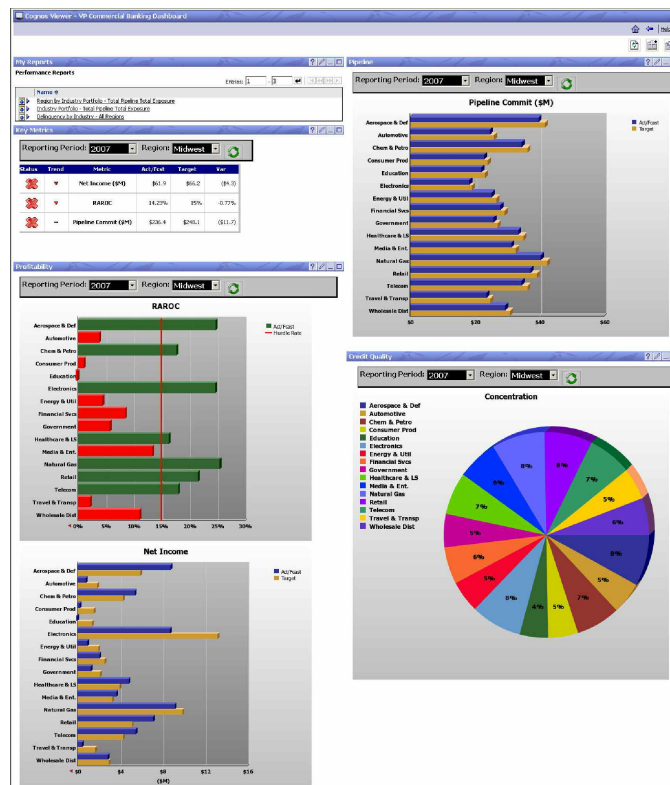 Cognos Viewer - VP Commercial Banking Dashboard
Help
My Reports
Performance Reports
Entries: 1 - 3
Name
Region by Industry Portfolio - Total Pipeline Total Exposure
Industry Portfolio - Total Pipeline Total Exposure
Delinquency by Industry - All Regions
Key Metrics
Reporting Period: 2007 Region: Midwest
Status Trend Metric Act/Fcst Target Var
Net Income ($M) $61.9 $66.2 ($4.3)
RAROC 14.23% 15% -0.77%
Pipeline Commit ($M) $236.4 $248.1 ($11.7)
Profitability
Reporting Period: 2007 Region: Midwest
RAROC
Act/Fcast
Hurdle Rate
Aerospace & Def
Automotive
Chem & Petro
Consumer Prod
Education
Electronics
Energy & Util
Financial Svcs
Government
Healthcare & LS
Media & Ent.
Natural Gas
Retail
Telecom
Travel & Transp
Wholesale Dist
0% 5% 10% 15% 20% 25% 30%
Net Income
Act/Fcast
Target
Aerospace & Def
Automotive
Chem & Petro
Consumer Prod
Education
Electronics
Energy & Util
Financial Svcs
Government
Healthcare & LS
Media & Ent.
Natural Gas
Retail
Telecom
Travel & Transp
Wholesale Dist
$0 $4 $8 $12 $16
($M)
Pipeline
Reporting Period: 2007 Region: Midwest
Pipeline Commit ($M)
Act/Fcast
Target
Aerospace & Def
Automotive
Chem & Petro
Consumer Prod
Education
Electronics
Energy & Util
Financial Svcs
Government
Healthcare & LS
Media & Ent.
Natural Gas
Retail
Telecom
Travel & Transp
Wholesale Dist
$0 $20 $40 $60
Credit Quality
Reporting Period: 2007 Region: Midwest
Concentration
Aerospace & Def
Automotive
Chem & Petro
Consumer Prod
Education
Electronics
Energy & Util
Financial Svcs
Government
Healthcare & LS
Media & Ent.
Natural Gas
Retail
Telecom
Travel & Transp
Wholesale Dist
8%
8%
7%
5%
6%
8%
5%
7%
5%
4%
8%
5%
6%
5%
7%
6%